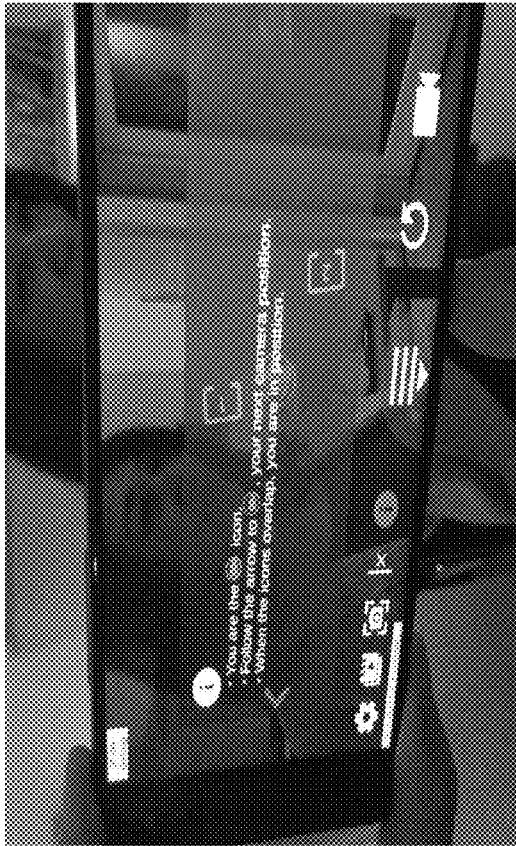 · You are the icon.
· Follow the arrow to , your next camera position.
· When the icons overlap, you are in position.
2